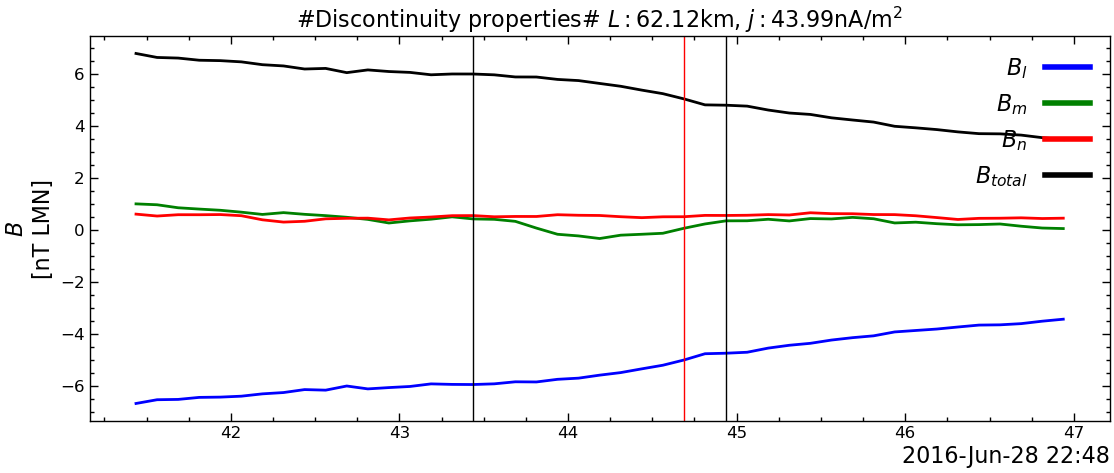 #Discontinuity properties# L : 62.12km, j : 43.99nA/m²
B
[nT LMN]
6
4
2
0
−2
−4
−6
B_l
B_m
B_n
B_total
42
43
44
45
46
47
2016-Jun-28 22:48